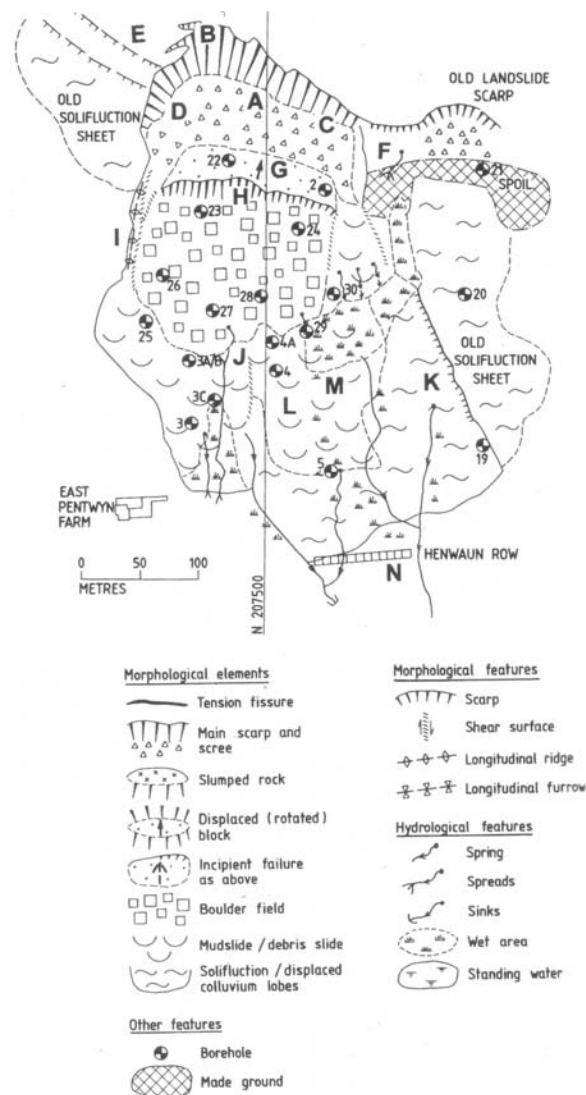 E
B
OLD
SOLIFLUCTION
SHEET
D
A
C
OLD LANDSLIDE
SCARP
F
22
G
2
21
SPOIL
H
23
24
I
26
28
30
20
25
27
29
4A
OLD
SOLIFLUCTION
SHEET
3A/B
J
4
M
K
3C
L
3
19
5
EAST
PENTWYN
FARM
HENWAUN ROW
N
0 50 100
METRES
N 207500
Morphological elements
Tension fissure
Main scarp and
scree
Slumped rock
Displaced (rotated)
block
Incipient failure
as above
Boulder field
Mudslide / debris slide
Solifluction / displaced
colluvium lobes
Other features
Borehole
Made ground
Morphological features
Scarp
Shear surface
Longitudinal ridge
Longitudinal furrow
Hydrological features
Spring
Spreads
Sinks
Wet area
Standing water